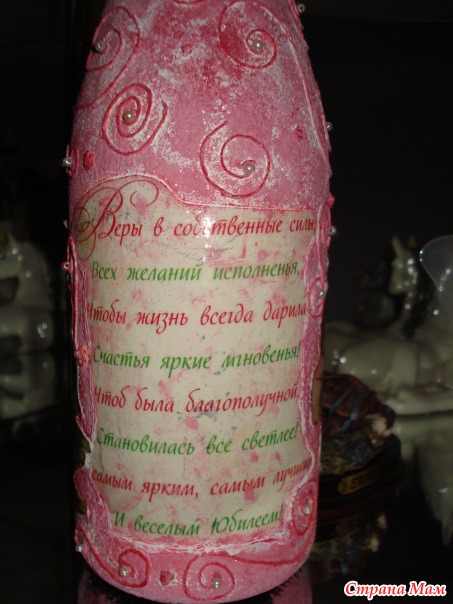 Веры в собственные силы,
Всех желаний исполненья,
Чтобы жизнь всегда дарила
Счастья яркие мгновенья!
Чтоб была благополучной,
Становилась все светлее!
самым ярким, самым лучшим
И веселый Юбилеем!
Страна Мам